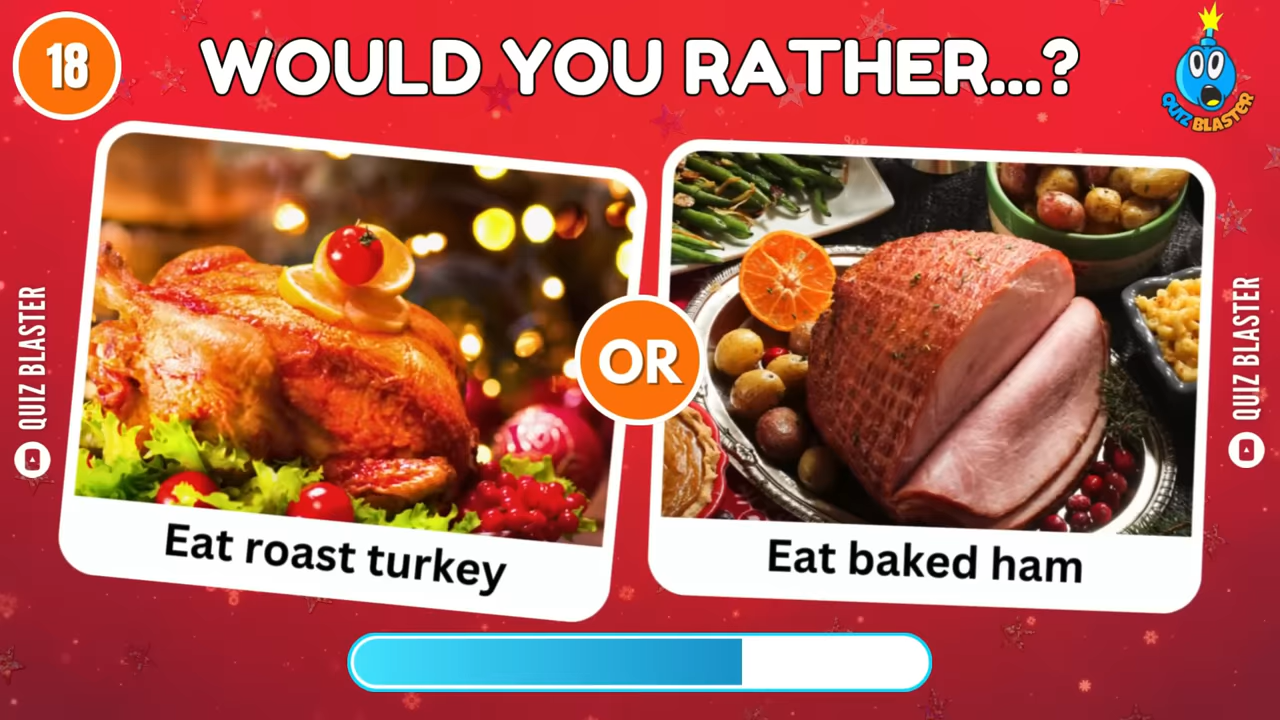 18
WOULD YOU RATHER...?
QUIZ BLASTER
QUIZ BLASTER
OR
QUIZ BLASTER
Eat roast turkey
Eat baked ham